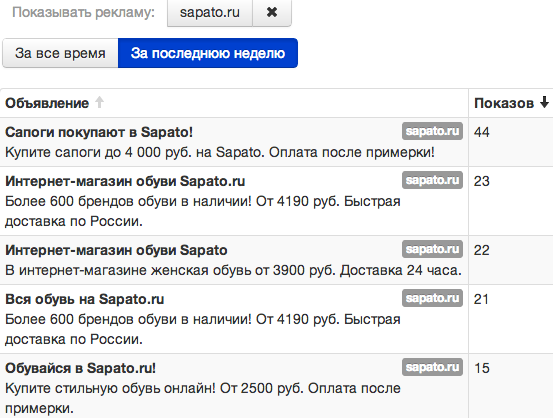 Показывать рекламу: sapato.ru ✖
За все время За последнюю неделю
Объявление ↑ Показов ↓
Сапоги покупают в Sapato! sapato.ru 44
Купите сапоги до 4 000 руб. на Sapato. Оплата после примерки!
Интернет-магазин обуви Sapato.ru sapato.ru 23
Более 600 брендов обуви в наличии! От 4190 руб. Быстрая
доставка по России.
Интернет-магазин обуви Sapato sapato.ru 22
В интернет-магазине женская обувь от 3900 руб. Доставка 24 часа.
Вся обувь на Sapato.ru sapato.ru 21
Более 600 брендов обуви в наличии! От 4190 руб. Быстрая
доставка по России.
Обувайся в Sapato.ru! sapato.ru 15
Купите стильную обувь онлайн! От 2500 руб. Оплата после
примерки.